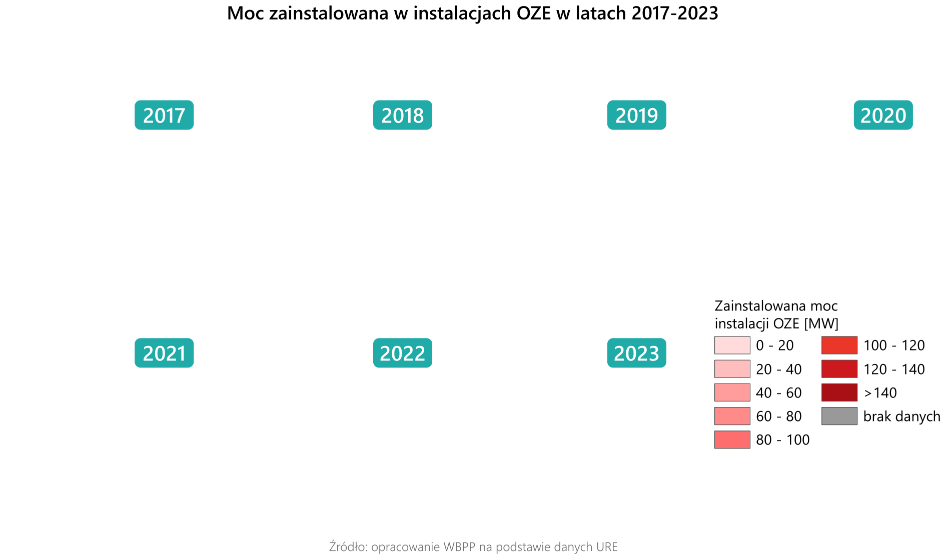 Moc zainstalowana w instalacjach OZE w latach 2017-2023
2017
2018
2019
2020
2021
2022
2023
Zainstalowana moc
instalacji OZE [MW]
0 - 20
20 - 40
40 - 60
60 - 80
80 - 100
100 - 120
120 - 140
>140
brak danych
Źródło: opracowanie WBPP na podstawie danych URE